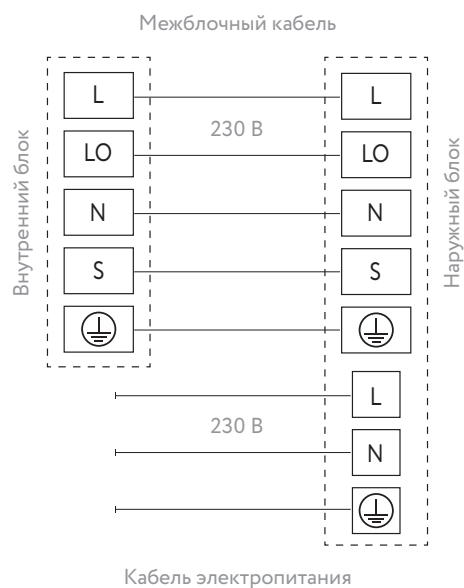 Межблочный кабель
Внутренний блок
Наружный блок
L
L
230 В
LO
LO
N
N
S
S
L
230 В
N
Кабель электропитания